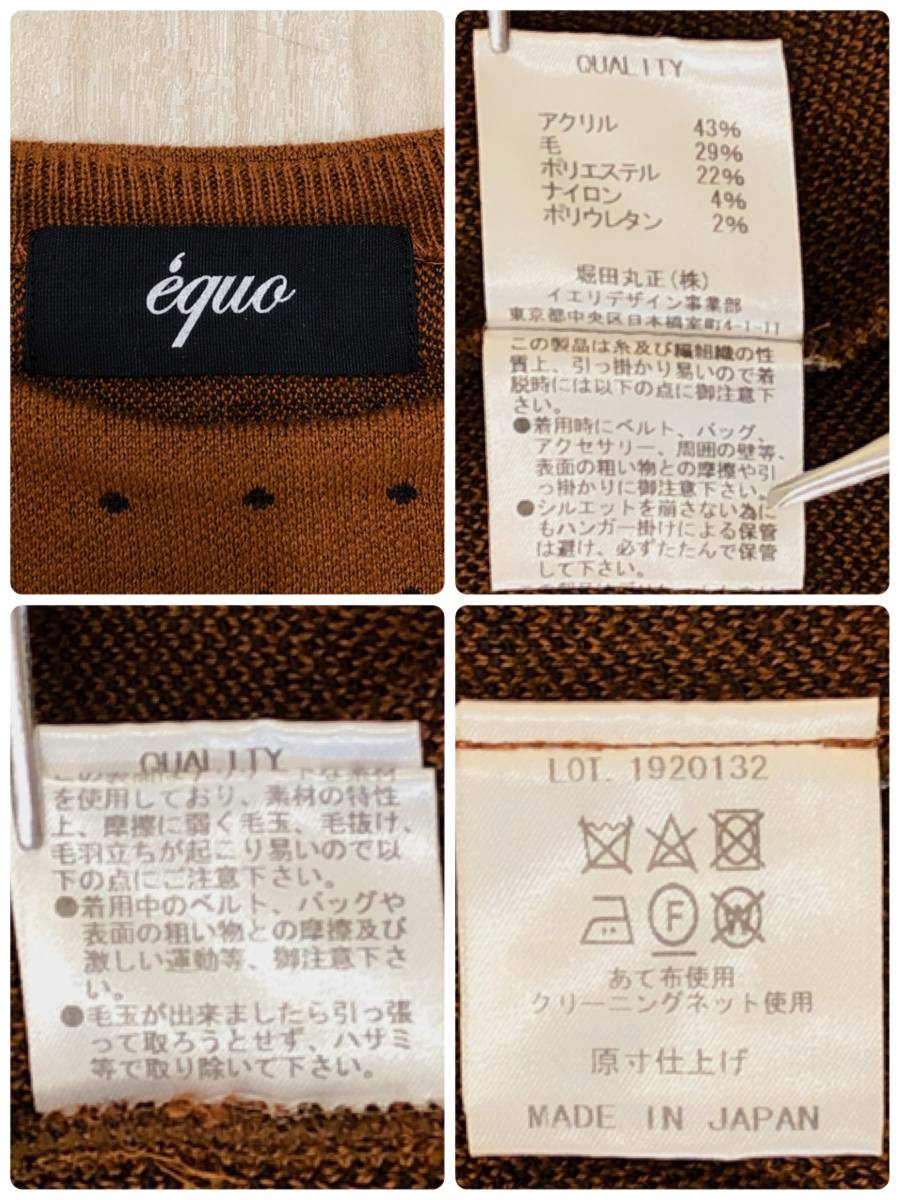 équo
QUALITY
アクリル 43%
毛 29%
ポリエステル 22%
ナイロン 4%
ポリウレタン 2%
堀田丸正(株)
イエリデザイン事業部
東京都中央区日本橋室町4-1-11
この製品は糸及び編組織の性
質上、引っ掛かり易いので着
脱時には以下の点に御注意下
さい。
●着用時にベルト、バッグ、
アクセサリー、周囲の壁等、
表面の粗い物との摩擦や引
っ掛かりに御注意下さい。
●シルエットを崩さない為に
もハンガー掛けによる保管
は避け、必ずたたんで保管
して下さい。
QUALITY
を使用しており、素材の特性
上、摩擦に弱く毛玉、毛抜け、
毛羽立ちが起こり易いので以
下の点にご注意下さい。
●着用中のベルト、バッグや
表面の粗い物との摩擦及び
激しい運動等、御注意下さ
い。
●毛玉が出来ましたら引っ張
って取ろうとせず、ハサミ
等で取り除いて下さい。
LOT. 1920132
F W
あて布使用
クリーニングネット使用
原寸仕上げ
MADE IN JAPAN